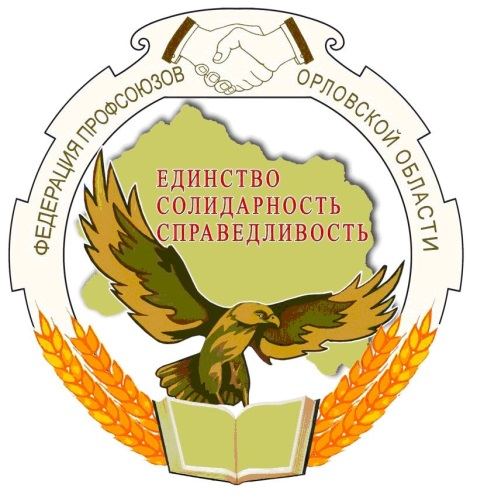 ФЕДЕРАЦИЯ ПРОФСОЮЗОВ ОРЛОВСКОЙ ОБЛАСТИ
ЕДИНСТВО
СОЛИДАРНОСТЬ
СПРАВЕДЛИВОСТЬ